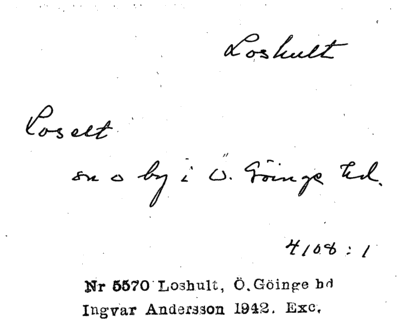 Loshult
Loselt
sn o by i Ö. Göinge hd.
4108:1
Nr 5570 Loshult, Ö.Göinge hd
Ingvar Andersson 1942. Exc.